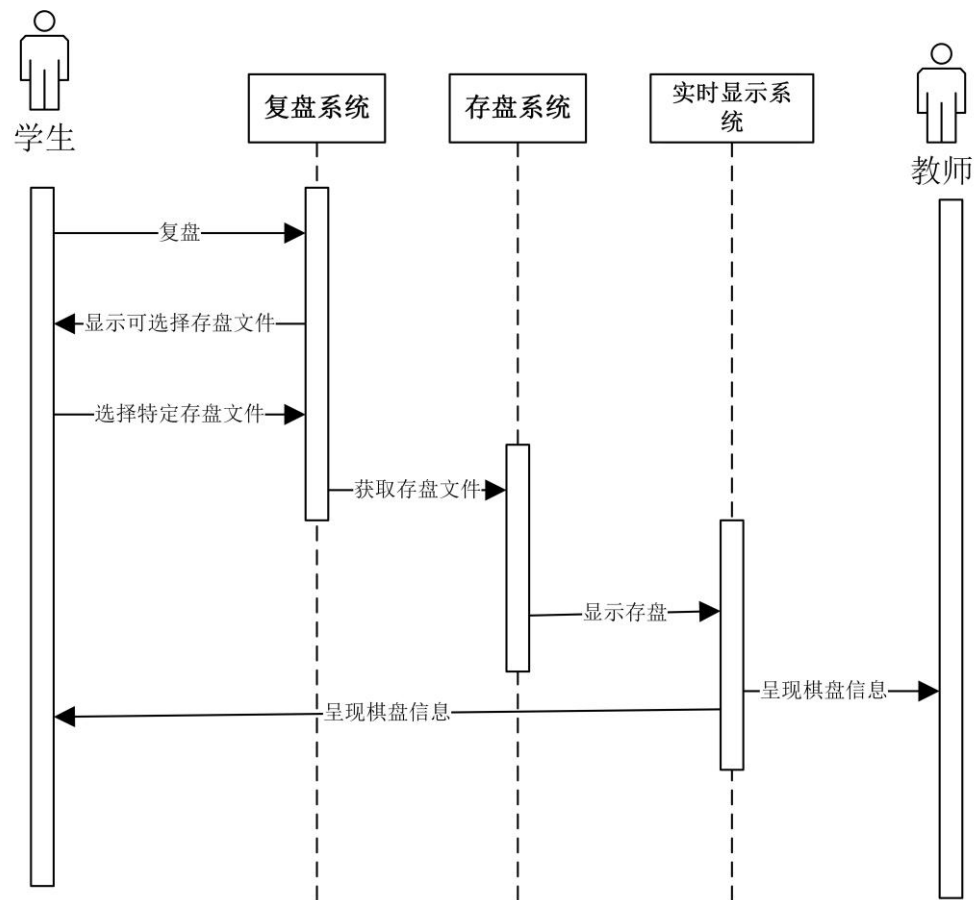 学生
复盘系统
存盘系统
实时显示系
统
教师
复盘
显示可选择存盘文件
选择特定存盘文件
获取存盘文件
显示存盘
呈现棋盘信息
呈现棋盘信息